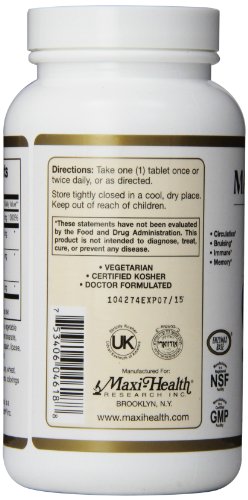 Directions: Take one (1) tablet once or
twice daily, or as directed.
Store tightly closed in a cool, dry place.
Keep out of reach of children.
*These statements have not been evaluated by
the Food and Drug Administration. This
product is not intended to diagnose, treat,
cure, or prevent any disease.
• VEGETARIAN
• CERTIFIED KOSHER
• DOCTOR FORMULATED
104274EXP07/15
UK
Manufactured For:
Maxi Health
RESEARCH INC.
BROOKLYN, N.Y.
www.maxihealth.com
M
• Circulation*
• Bruising*
• Immune*
• Memory*
ENZYMAX
BASE
NSF
GMP